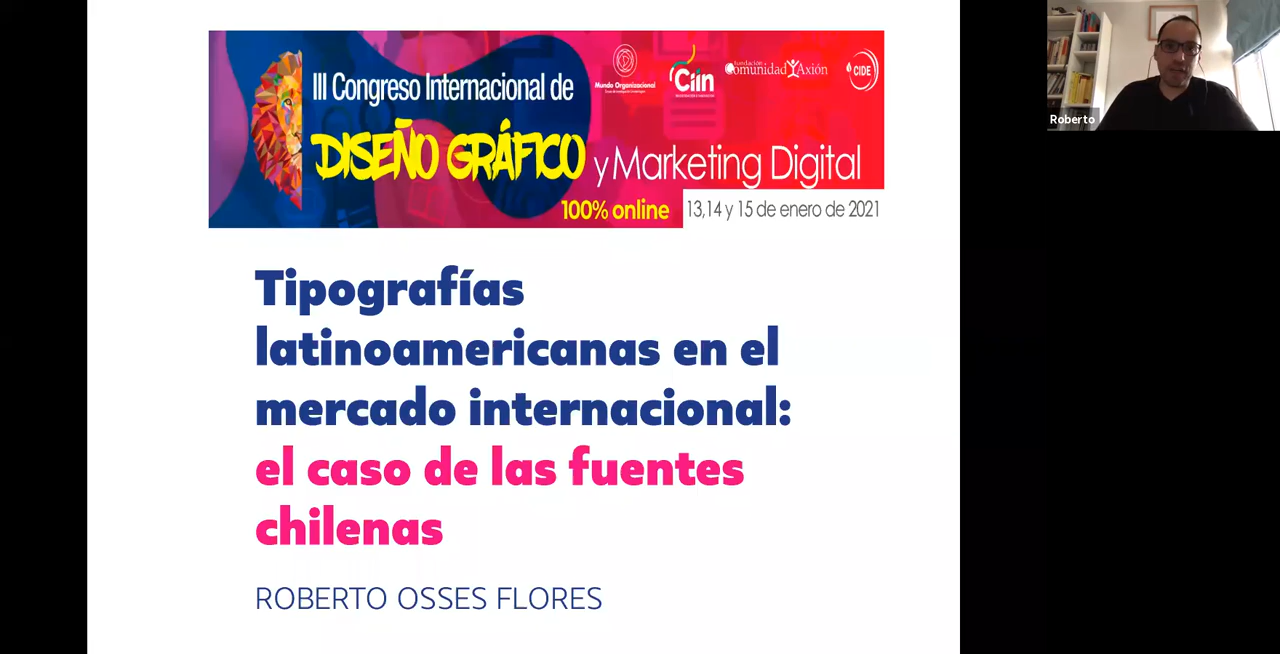 III Congreso Internacional de
DISEÑO GRÁFICO y Marketing Digital
100% online
13,14 y 15 de enero de 2021
Mundo Organizacional
Ciin
Fundación
Comunidad Axión
CIDE
Roberto
Tipografías
latinoamericanas en el
mercado internacional:
el caso de las fuentes
chilenas
ROBERTO OSSES FLORES